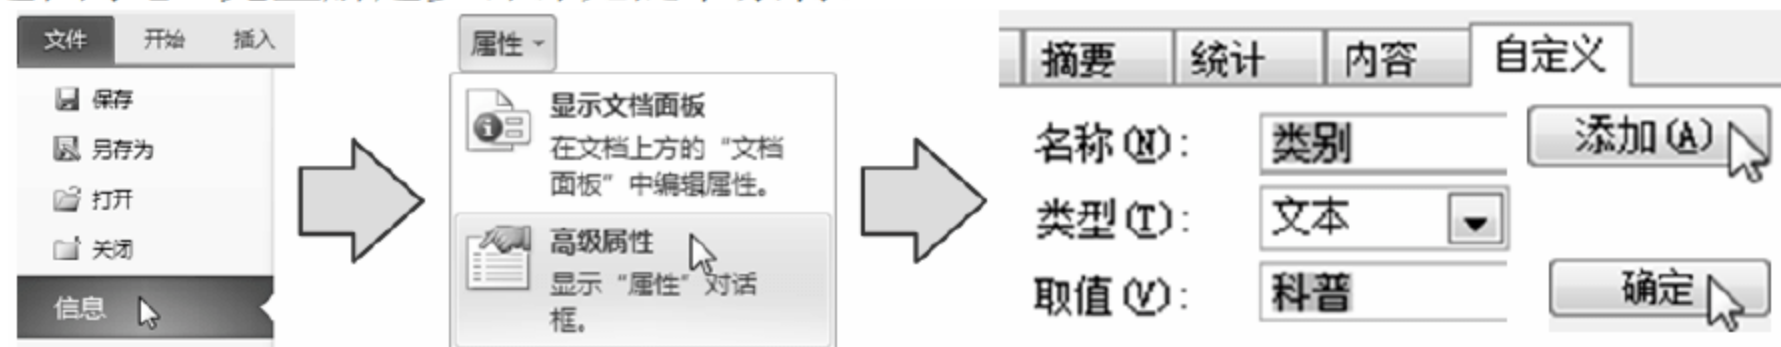 文件 开始 插入
保存
另存为
打开
关闭
信息
属性
显示文档面板
在文档上方的“文档
面板”中编辑属性。
高级属性
显示“属性”对话
框。
摘要 统计 内容 自定义
名称(N): 类别 添加(A)
类型(T): 文本
取值(V): 科普 确定